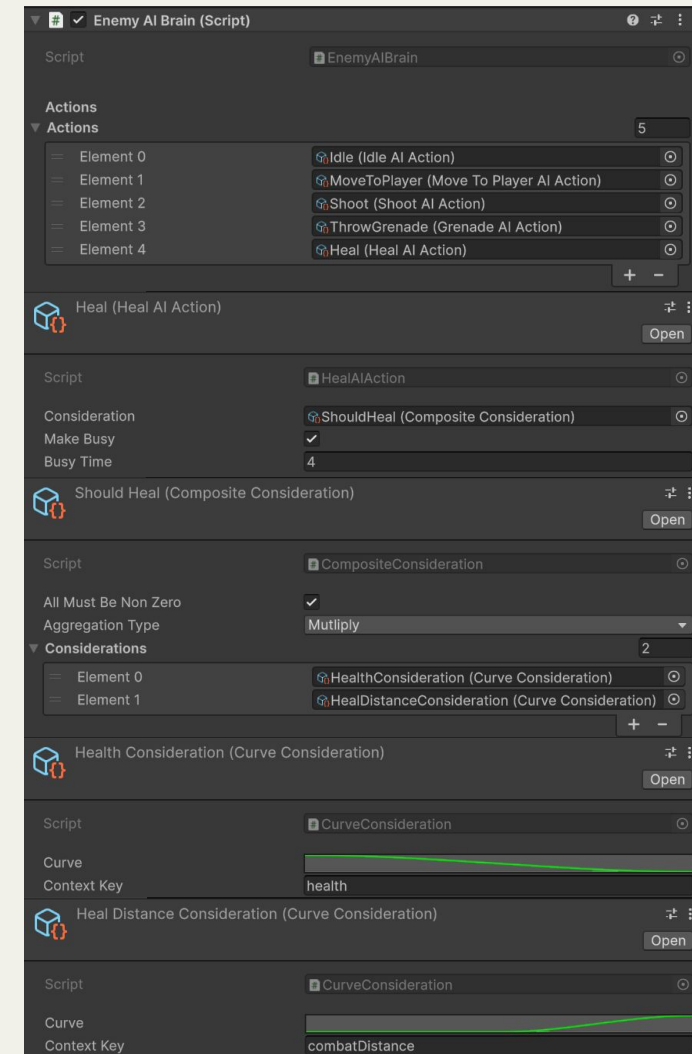 Enemy AI Brain (Script)
Script EnemyAIBrain
Actions
Actions 5
Element 0 Idle (Idle AI Action)
Element 1 MoveToPlayer (Move To Player AI Action)
Element 2 Shoot (Shoot AI Action)
Element 3 ThrowGrenade (Grenade AI Action)
Element 4 Heal (Heal AI Action)
+ −
Heal (Heal AI Action)
Open
Script HealAIAction
Consideration ShouldHeal (Composite Consideration)
Make Busy
Busy Time 4
Should Heal (Composite Consideration)
Open
Script CompositeConsideration
All Must Be Non Zero
Aggregation Type Mutliply
Considerations 2
Element 0 HealthConsideration (Curve Consideration)
Element 1 HealDistanceConsideration (Curve Consideration)
+ −
Health Consideration (Curve Consideration)
Open
Script CurveConsideration
Curve
Context Key health
Heal Distance Consideration (Curve Consideration)
Open
Script CurveConsideration
Curve
Context Key combatDistance